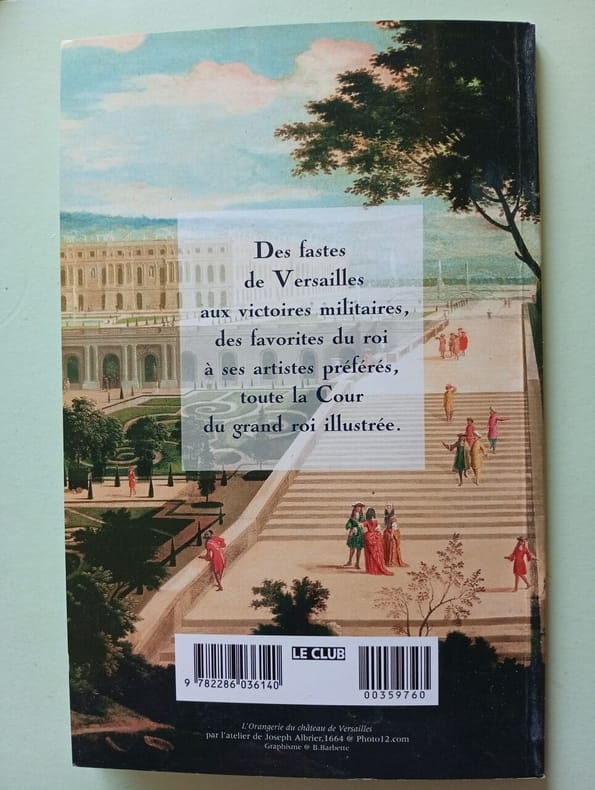 Des fastes
de Versailles
aux victoires militaires,
des favorites du roi
à ses artistes préférés,
toute la Cour
du grand roi illustrée.
LE CLUB
9 782286 036140
00359760
L'Orangerie du château de Versailles
par l'atelier de Joseph Albrier,1664 @ Photo12.com
Graphisme @ B.Barbette